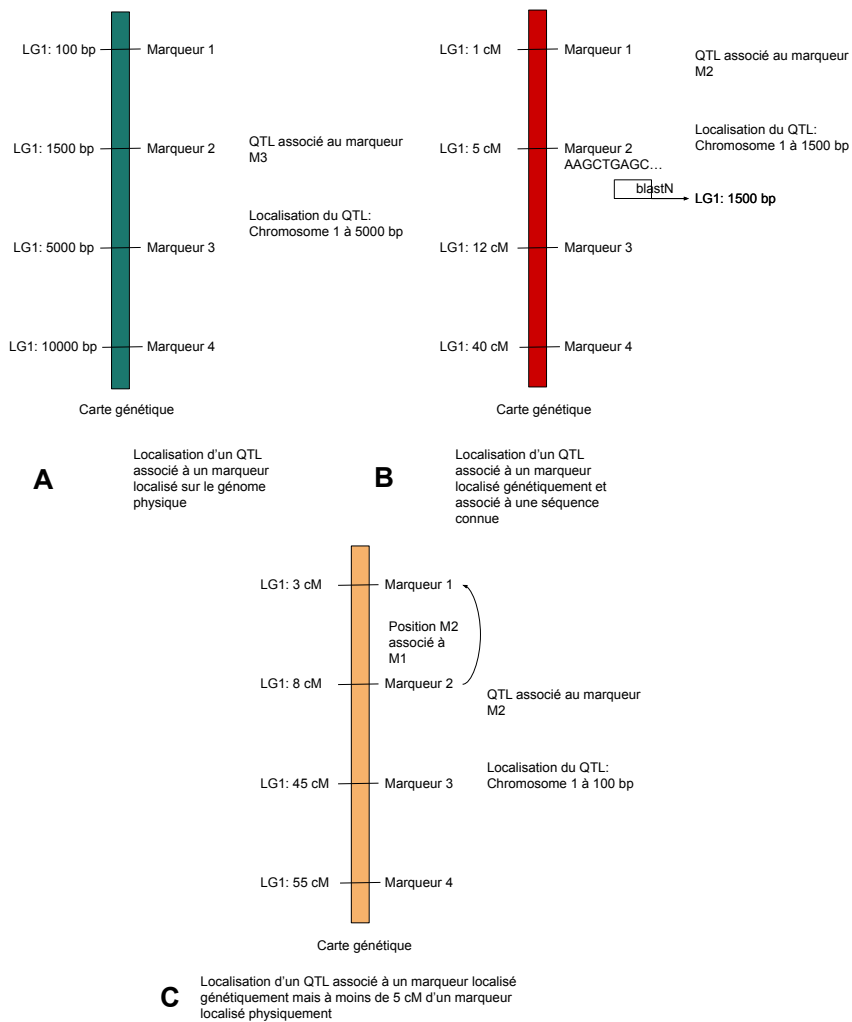 LG1: 100 bp
Marqueur 1
LG1: 1500 bp
Marqueur 2
QTL associé au marqueur
M3
Localisation du QTL:
Chromosome 1 à 5000 bp
LG1: 5000 bp
Marqueur 3
LG1: 10000 bp
Marqueur 4
Carte génétique
A
Localisation d'un QTL
associé à un marqueur
localisé sur le génome
physique
LG1: 1 cM
Marqueur 1
QTL associé au marqueur
M2
LG1: 5 cM
Marqueur 2
AAGCTGAGC…
Localisation du QTL:
Chromosome 1 à 1500 bp
blastN
LG1: 1500 bp
LG1: 12 cM
Marqueur 3
LG1: 40 cM
Marqueur 4
Carte génétique
B
Localisation d'un QTL
associé à un marqueur
localisé génétiquement et
associé à une séquence
connue
LG1: 3 cM
Marqueur 1
Position M2
associé à
M1
LG1: 8 cM
Marqueur 2
QTL associé au marqueur
M2
Localisation du QTL:
Chromosome 1 à 100 bp
LG1: 45 cM
Marqueur 3
LG1: 55 cM
Marqueur 4
Carte génétique
C
Localisation d'un QTL associé à un marqueur localisé
génétiquement mais à moins de 5 cM d'un marqueur
localisé physiquement